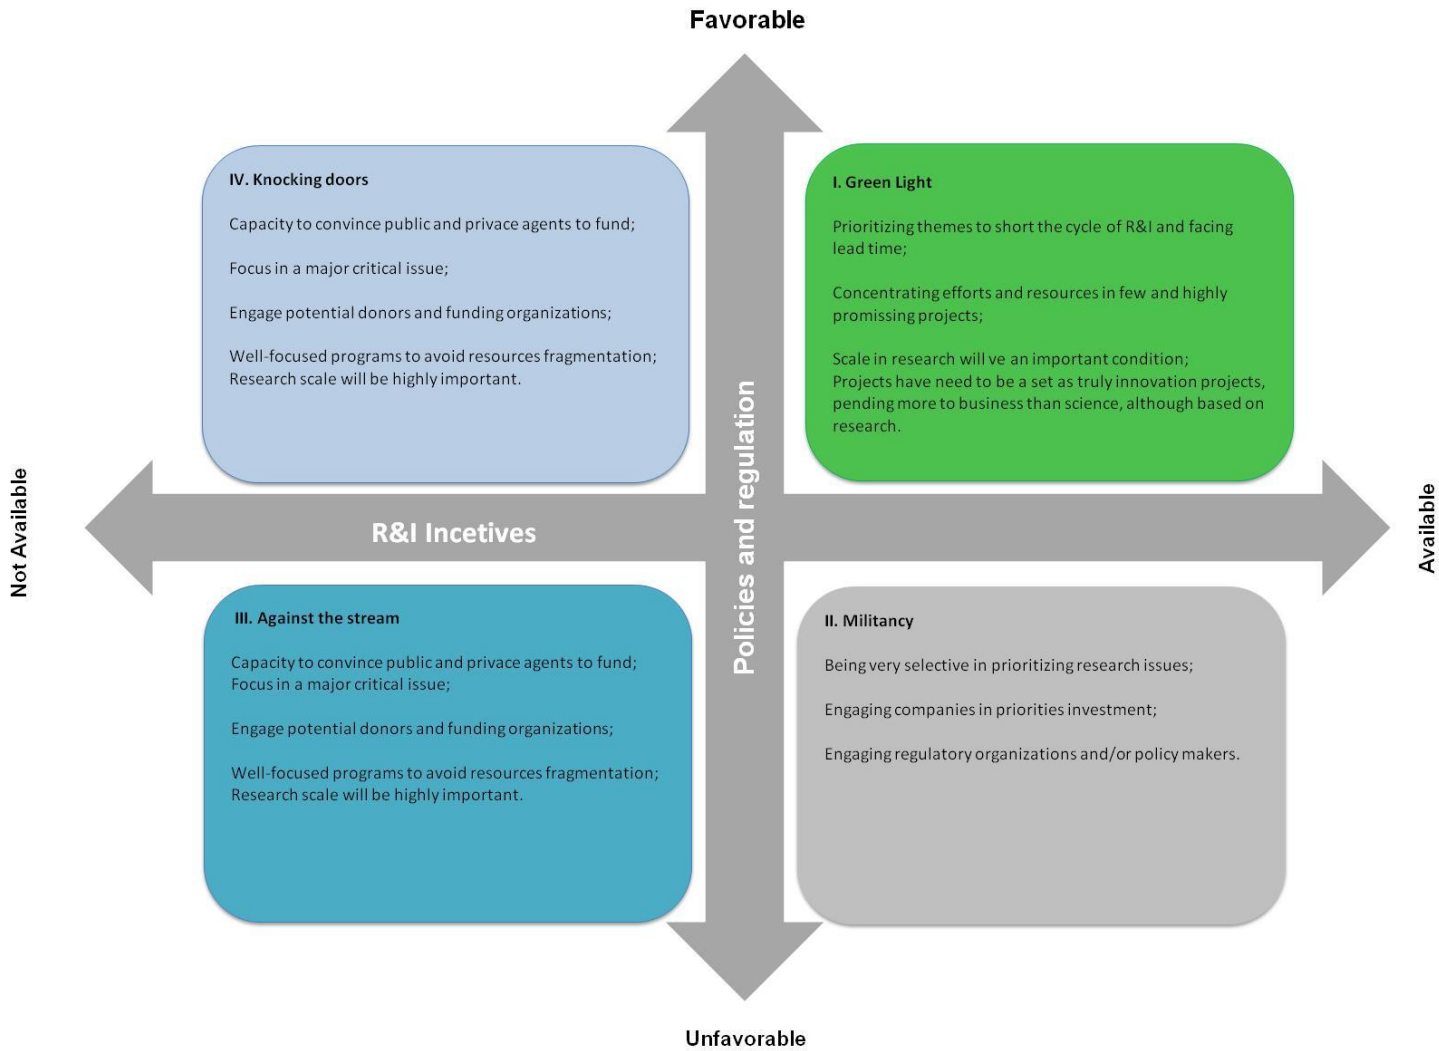 Favorable
IV. Knocking doors
Capacity to convince public and privace agents to fund;
Focus in a major critical issue;
Engage potential donors and funding organizations;
Well-focused programs to avoid resources fragmentation;
Research scale will be highly important.
I. Green Light
Prioritizing themes to short the cycle of R&I and facing
lead time;
Concentrating efforts and resources in few and highly
promissing projects;
Scale in research will ve an important condition;
Projects have need to be a set as truly innovation projects,
pending more to business than science, although based on
research.
Not Available
R&I Incetives
Policies and regulation
Available
III. Against the stream
Capacity to convince public and privace agents to fund;
Focus in a major critical issue;
Engage potential donors and funding organizations;
Well-focused programs to avoid resources fragmentation;
Research scale will be highly important.
II. Militancy
Being very selective in prioritizing research issues;
Engaging companies in priorities investment;
Engaging regulatory organizations and/or policy makers.
Unfavorable